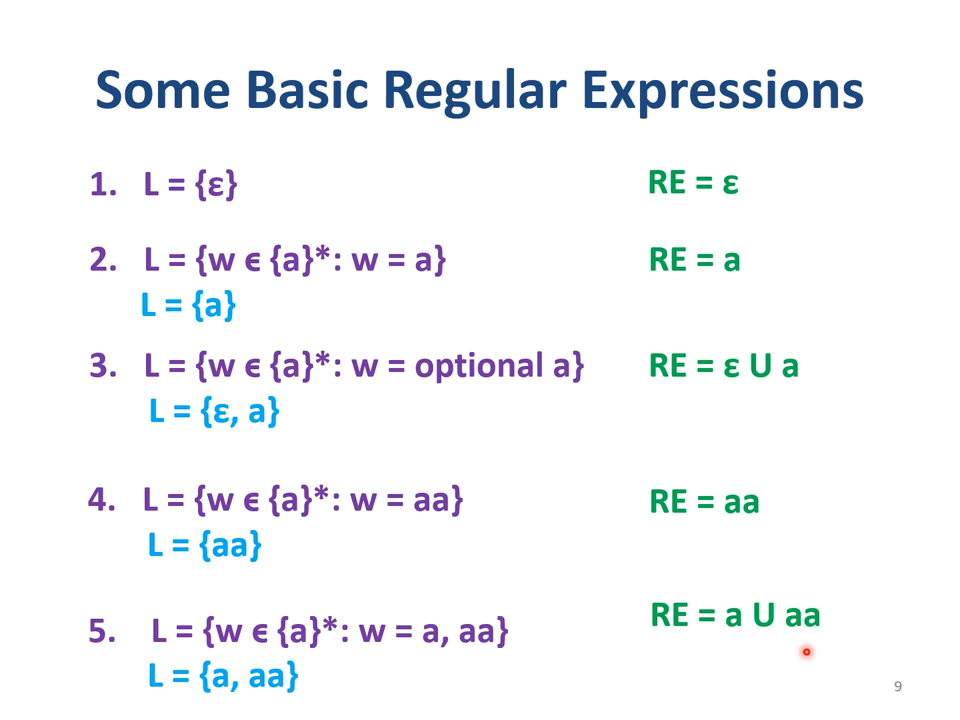 Some Basic Regular Expressions
1. L = {ε} RE = ε
2. L = {w ϵ {a}*: w = a} RE = a
L = {a}
3. L = {w ϵ {a}*: w = optional a} RE = ε U a
L = {ε, a}
4. L = {w ϵ {a}*: w = aa} RE = aa
L = {aa}
5. L = {w ϵ {a}*: w = a, aa} RE = a U aa
L = {a, aa}
9